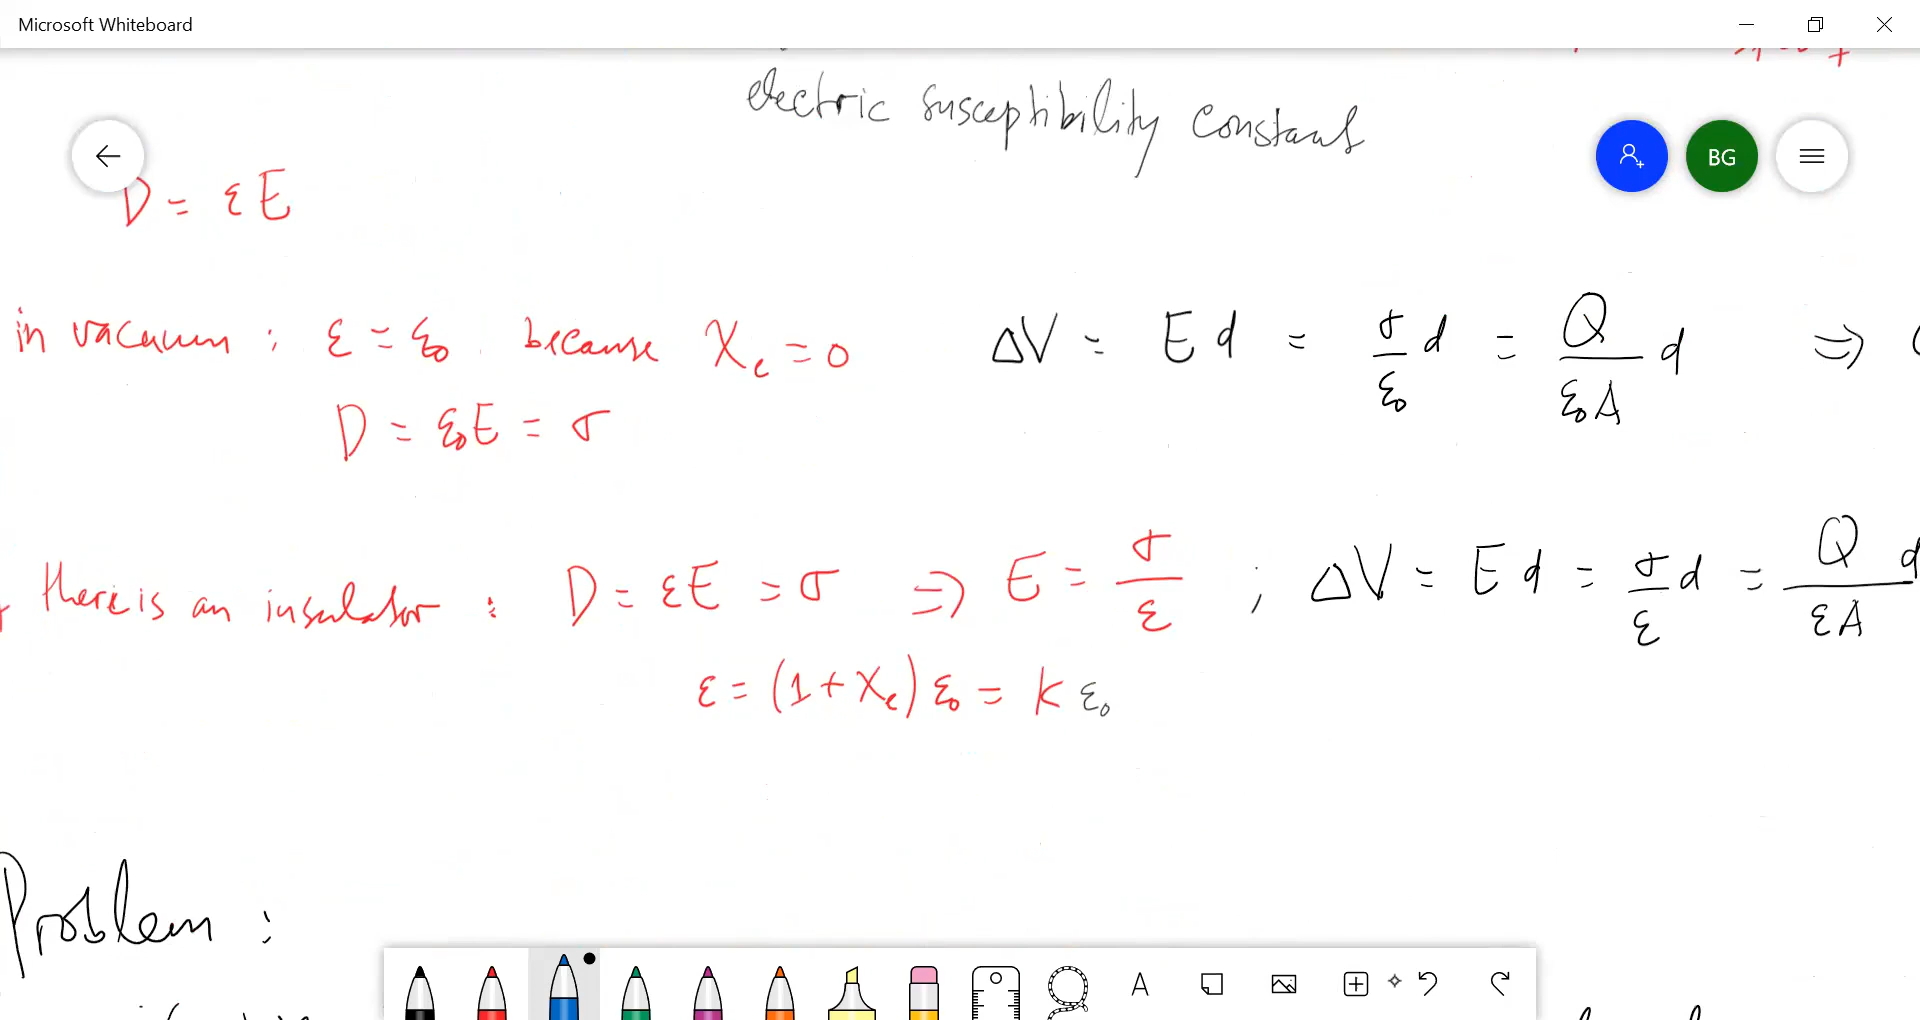 Microsoft Whiteboard
electric susceptibility constant
BG
D = εE
in vacuum : ε = ε₀ because χₑ = 0 ΔV = E d = σ/ε₀ d = Q/ε₀A d ⇒
D = ε₀E = σ
there is an insulator : D = εE = σ ⇒ E = σ/ε ; ΔV = E d = σ/ε d = Q d/εA
ε = (1 + χₑ) ε₀ = K ε₀
Problem :
A